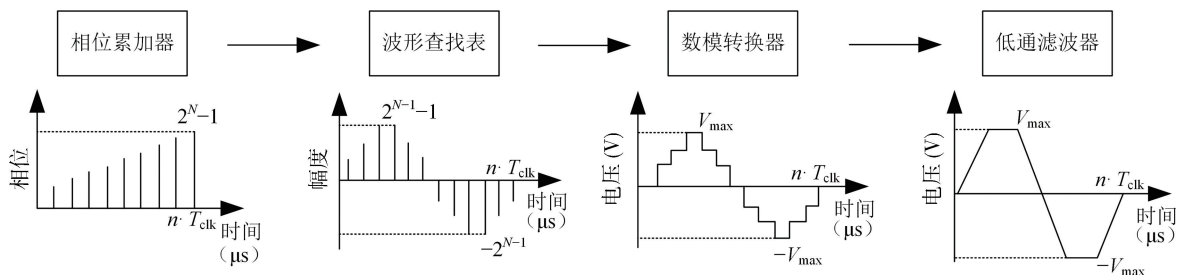 相位累加器
波形查找表
数模转换器
低通滤波器
2^N−1
相位
n· T_clk
时间
（μs）
2^{N-1}−1
幅度
n· T_clk
时间
（μs）
−2^{N-1}
V_max
电压 (V)
n· T_clk
时间
（μs）
−V_max
V_max
电压 (V)
n· T_clk
时间
（μs）
−V_max